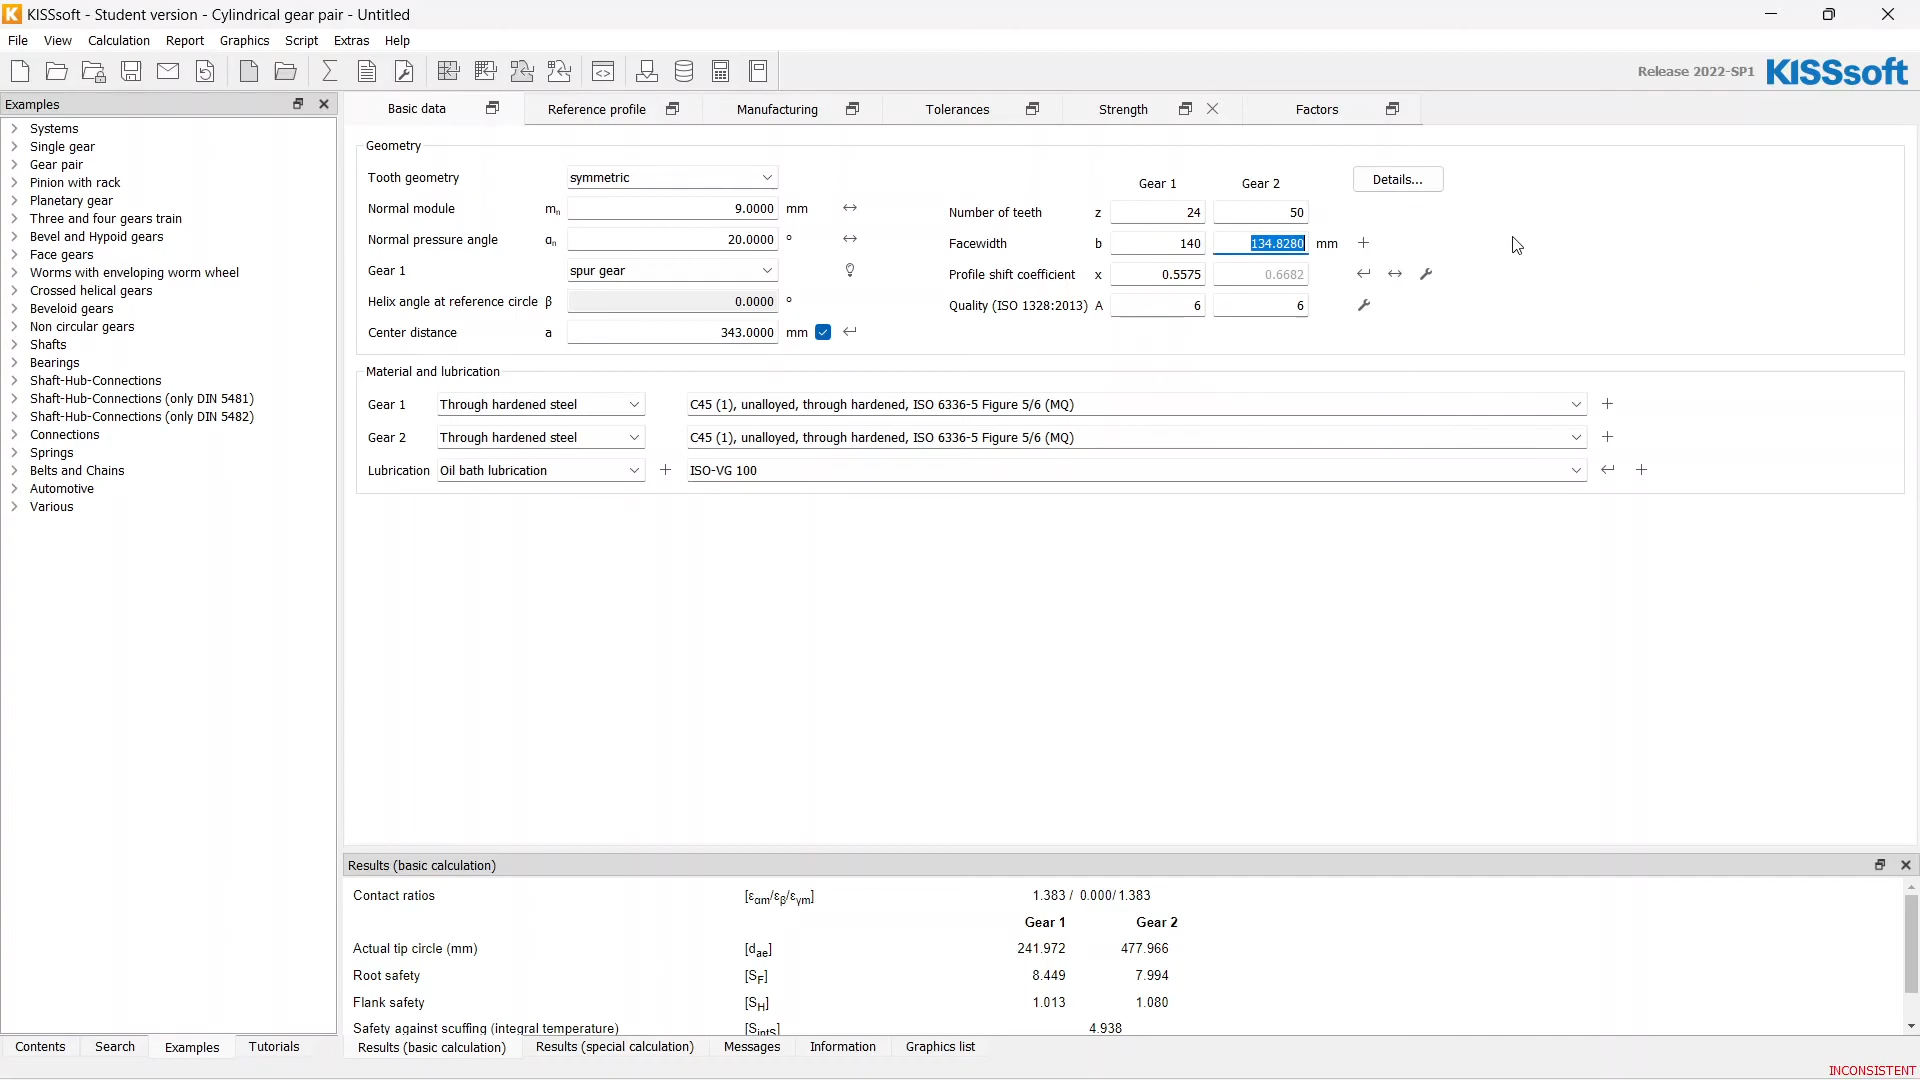 KISSsoft - Student version - Cylindrical gear pair - Untitled
File View Calculation Report Graphics Script Extras Help
Release 2022-SP1 KISSsoft
Examples
Systems
Single gear
Gear pair
Pinion with rack
Planetary gear
Three and four gears train
Bevel and Hypoid gears
Face gears
Worms with enveloping worm wheel
Crossed helical gears
Beveloid gears
Non circular gears
Shafts
Bearings
Shaft-Hub-Connections
Shaft-Hub-Connections (only DIN 5481)
Shaft-Hub-Connections (only DIN 5482)
Connections
Springs
Belts and Chains
Automotive
Various
Contents Search Examples Tutorials
Basic data Reference profile Manufacturing Tolerances Strength Factors
Geometry
Tooth geometry symmetric
Normal module mn 9.0000 mm
Normal pressure angle αn 20.0000 °
Gear 1 spur gear
Helix angle at reference circle β 0.0000 °
Center distance a 343.0000 mm
Gear 1 Gear 2 Details...
Number of teeth z 24 50
Facewidth b 140 134.8280 mm
Profile shift coefficient x 0.5575 0.6682
Quality (ISO 1328:2013) A 6 6
Material and lubrication
Gear 1 Through hardened steel C45 (1), unalloyed, through hardened, ISO 6336-5 Figure 5/6 (MQ)
Gear 2 Through hardened steel C45 (1), unalloyed, through hardened, ISO 6336-5 Figure 5/6 (MQ)
Lubrication Oil bath lubrication ISO-VG 100
Results (basic calculation)
Contact ratios [εαm/εβ/εγm] 1.383 / 0.000/ 1.383
Gear 1 Gear 2
Actual tip circle (mm) [dae] 241.972 477.966
Root safety [SF] 8.449 7.994
Flank safety [SH] 1.013 1.080
Safety against scuffing (integral temperature) [SintS] 4.938
Results (basic calculation) Results (special calculation) Messages Information Graphics list
INCONSISTENT